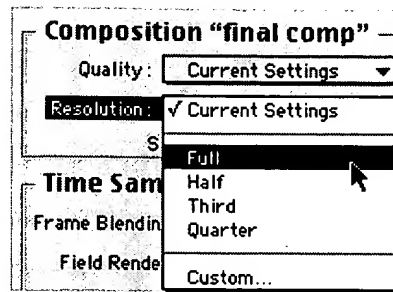 Composition “final comp”
Quality: Current Settings
Resolution: ✓ Current Settings
S
Full
Time Sam
Half
Third
Frame Blendin
Quarter
Field Rende
Custom...